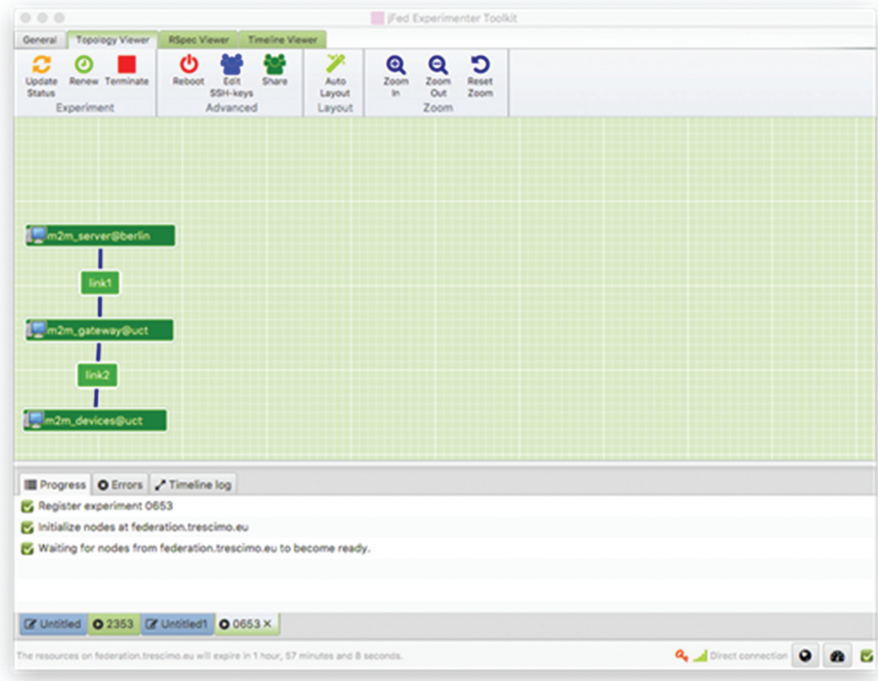 jFed Experimenter Toolkit
General Topology Viewer RSpec Viewer Timeline Viewer
Update Status Renew Terminate Reboot Edit SSH-keys Share Auto Layout Zoom In Zoom Out Reset Zoom
Experiment Advanced Layout Zoom
m2m_server@berlin
link1
m2m_gateway@uct
link2
m2m_devices@uct
Progress Errors Timeline log
Register experiment 0653
Initialize nodes at federation.trescimo.eu
Waiting for nodes from federation.trescimo.eu to become ready.
Untitled 2353 Untitled1 0653 ×
The resources on federation.trescimo.eu will expire in 1 hour, 57 minutes and 8 seconds. Direct connection